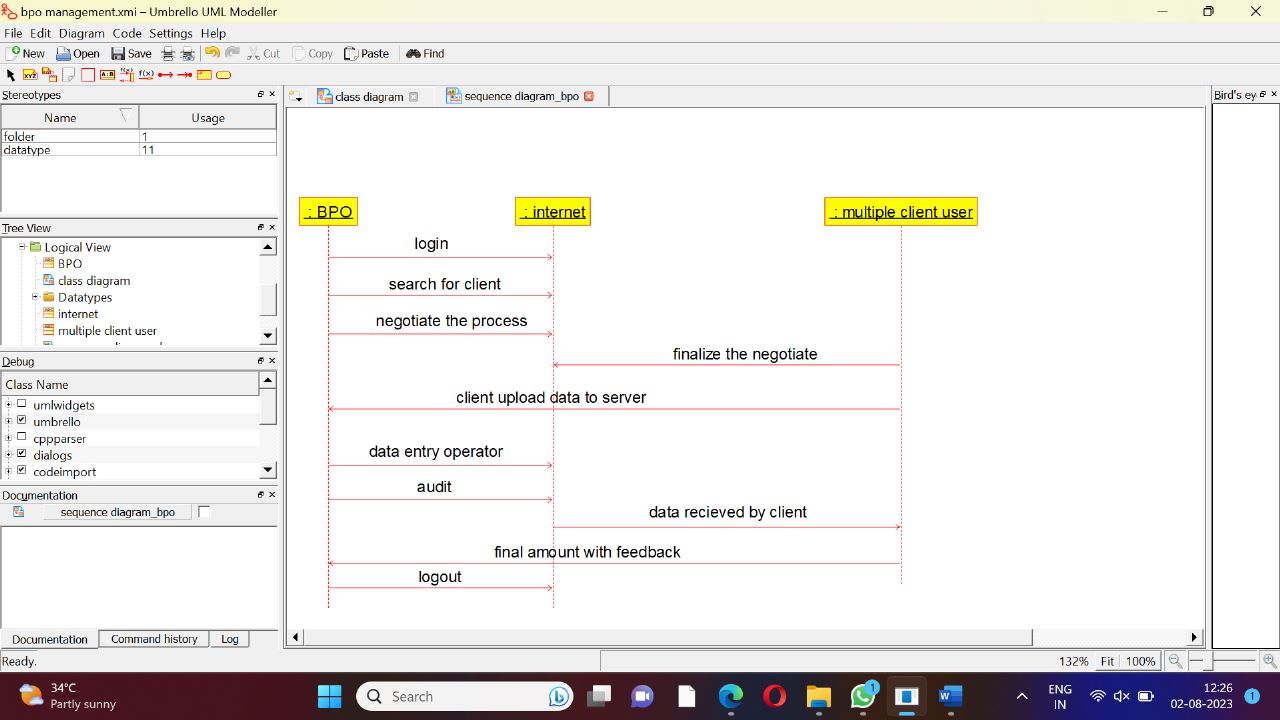 bpo management.xmi – Umbrello UML Modeller
File Edit Diagram Code Settings Help
New Open Save Cut Copy Paste Find
Stereotypes
Name Usage
folder 1
datatype 11
Tree View
Logical View
BPO
class diagram
Datatypes
internet
multiple client user
Debug
Class Name
umlwidgets
umbrello
cppparser
dialogs
codeimport
Documentation
sequence diagram_bpo
Documentation Command history Log
Ready.
class diagram sequence diagram_bpo
: BPO : internet : multiple client user
login
search for client
negotiate the process
finalize the negotiate
client upload data to server
data entry operator
audit
data recieved by client
final amount with feedback
logout
Bird's ey
132% Fit 100%
34°C
Partly sunny
Search
1
ENG
IN
12:26
02-08-2023
1